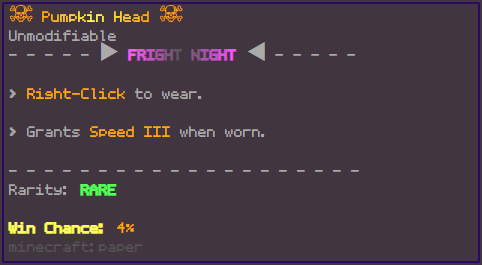 ☠ Pumpkin Head ☠
Unmodifiable
- - - - - ▶ FRIGHT NIGHT ◀ - - - - -
> Right-Click to wear.
> Grants Speed III when worn.
- - - - - - - - - - - - - - - - - - - -
Rarity: RARE
Win Chance: 4%
minecraft:paper